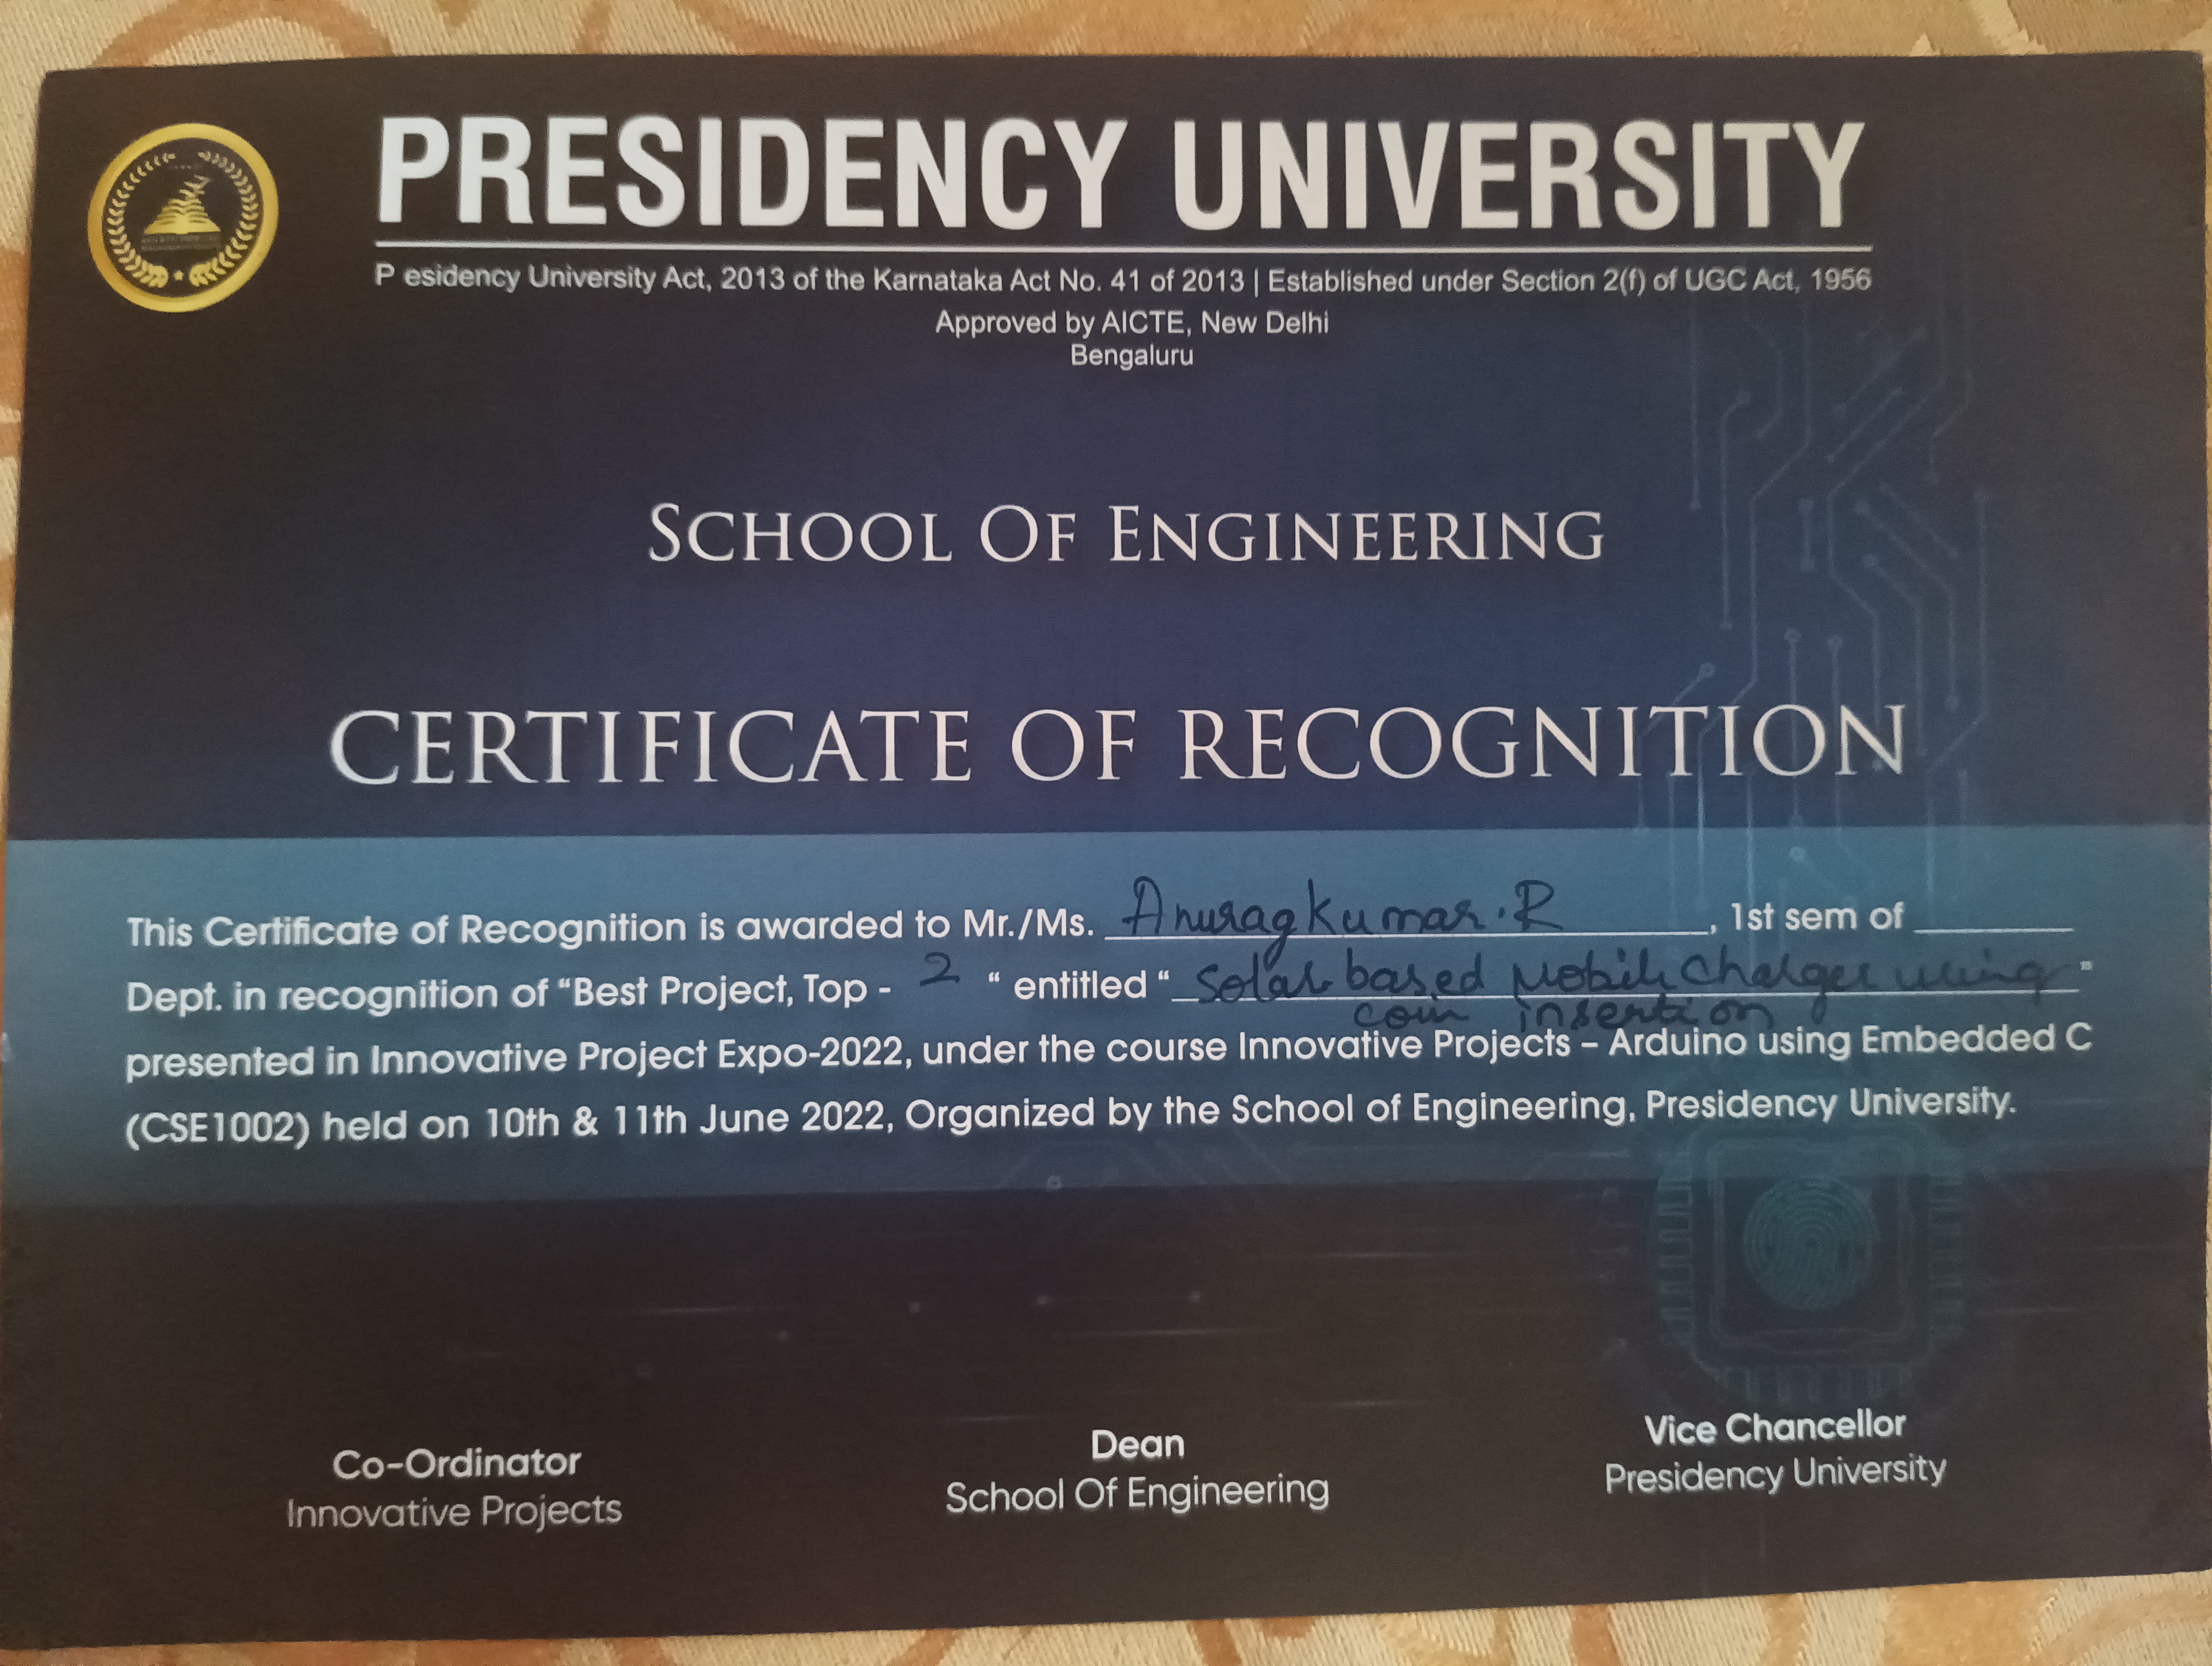 PRESIDENCY UNIVERSITY
P esidency University Act, 2013 of the Karnataka Act No. 41 of 2013 | Established under Section 2(f) of UGC Act, 1956
Approved by AICTE, New Delhi
Bengaluru
SCHOOL OF ENGINEERING
CERTIFICATE OF RECOGNITION
This Certificate of Recognition is awarded to Mr./Ms. Anuragkumar.R, 1st sem of
Dept. in recognition of “Best Project, Top - 2 “ entitled “ Solar based Mobile Charger using "
coin insertion
presented in Innovative Project Expo-2022, under the course Innovative Projects – Arduino using Embedded C
(CSE1002) held on 10th & 11th June 2022, Organized by the School of Engineering, Presidency University.
Co-Ordinator
Innovative Projects
Dean
School Of Engineering
Vice Chancellor
Presidency University